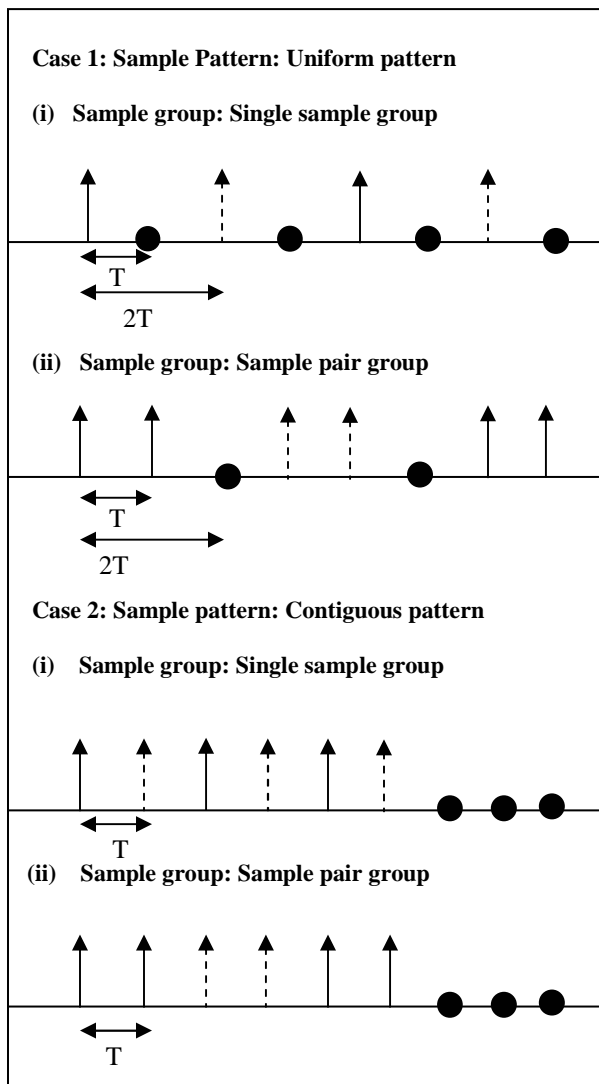 Case 1: Sample Pattern: Uniform pattern
(i) Sample group: Single sample group
T
2T
(ii) Sample group: Sample pair group
T
2T
Case 2: Sample pattern: Contiguous pattern
(i) Sample group: Single sample group
T
(ii) Sample group: Sample pair group
T